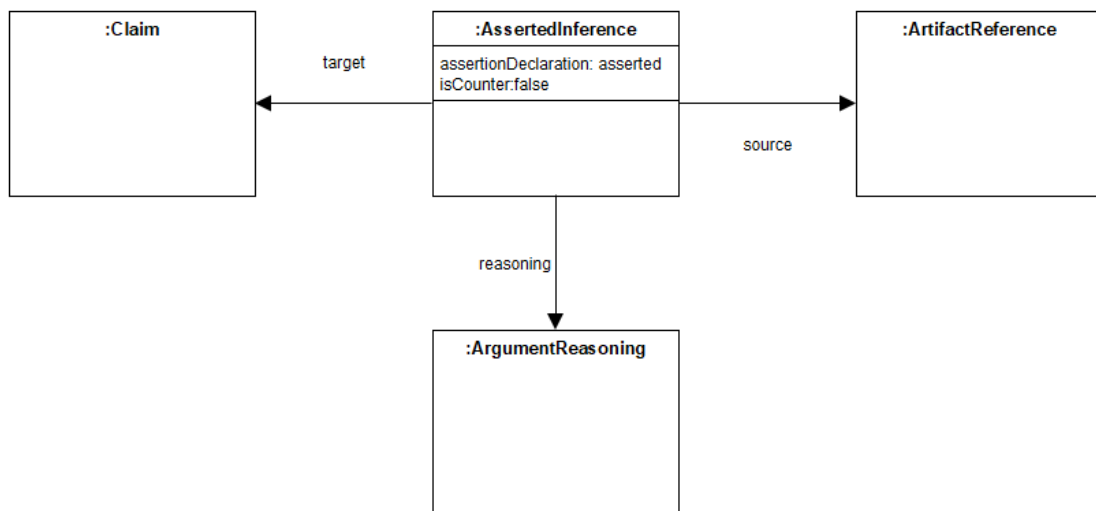 :Claim
target
:AssertedInference
assertionDeclaration: asserted
isCounter:false
:ArtifactReference
source
reasoning
:ArgumentReasoning